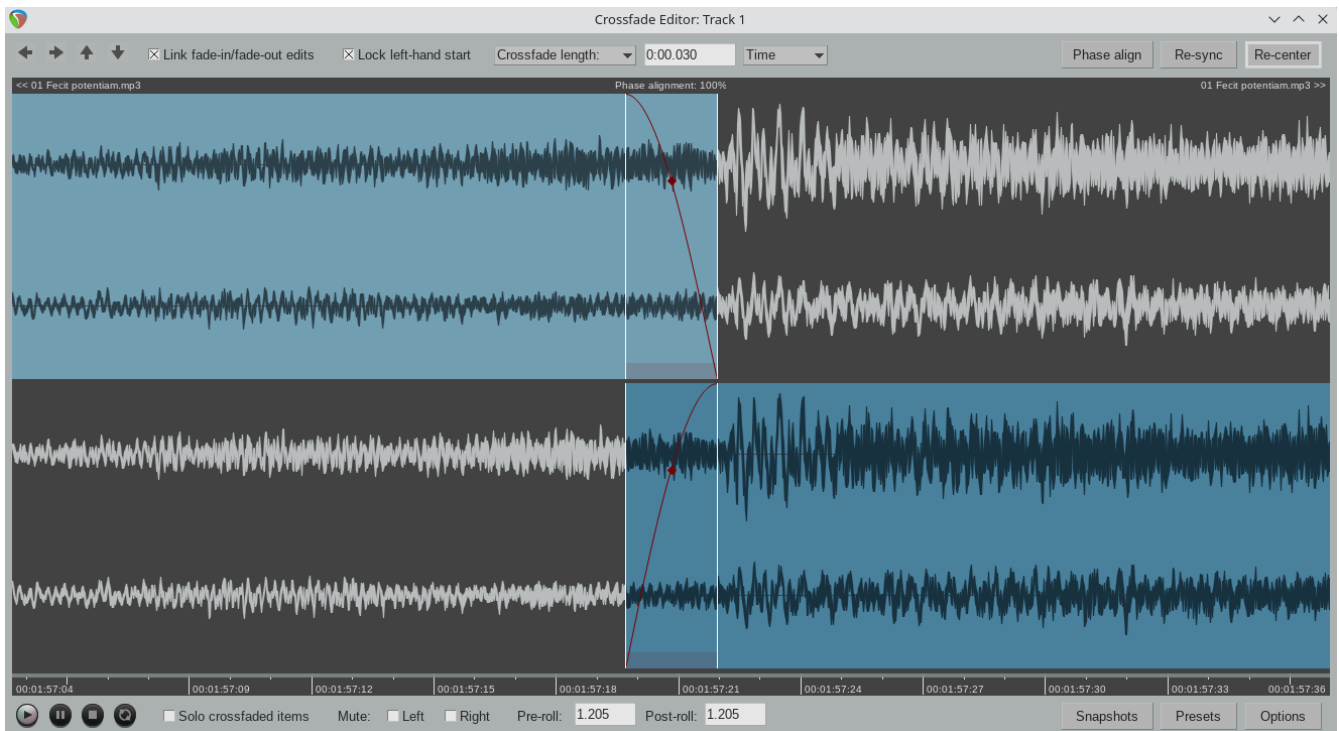 Crossfade Editor: Track 1
Link fade-in/fade-out edits Lock left-hand start Crossfade length: 0:00.030 Time Phase align Re-sync Re-center
<< 01 Fecit potentiam.mp3 Phase alignment: 100% 01 Fecit potentiam.mp3 >>
00:01:57:04 00:01:57:09 00:01:57:12 00:01:57:15 00:01:57:18 00:01:57:21 00:01:57:24 00:01:57:27 00:01:57:30 00:01:57:33 00:01:57:36
Solo crossfaded items Mute: Left Right Pre-roll: 1.205 Post-roll: 1.205 Snapshots Presets Options